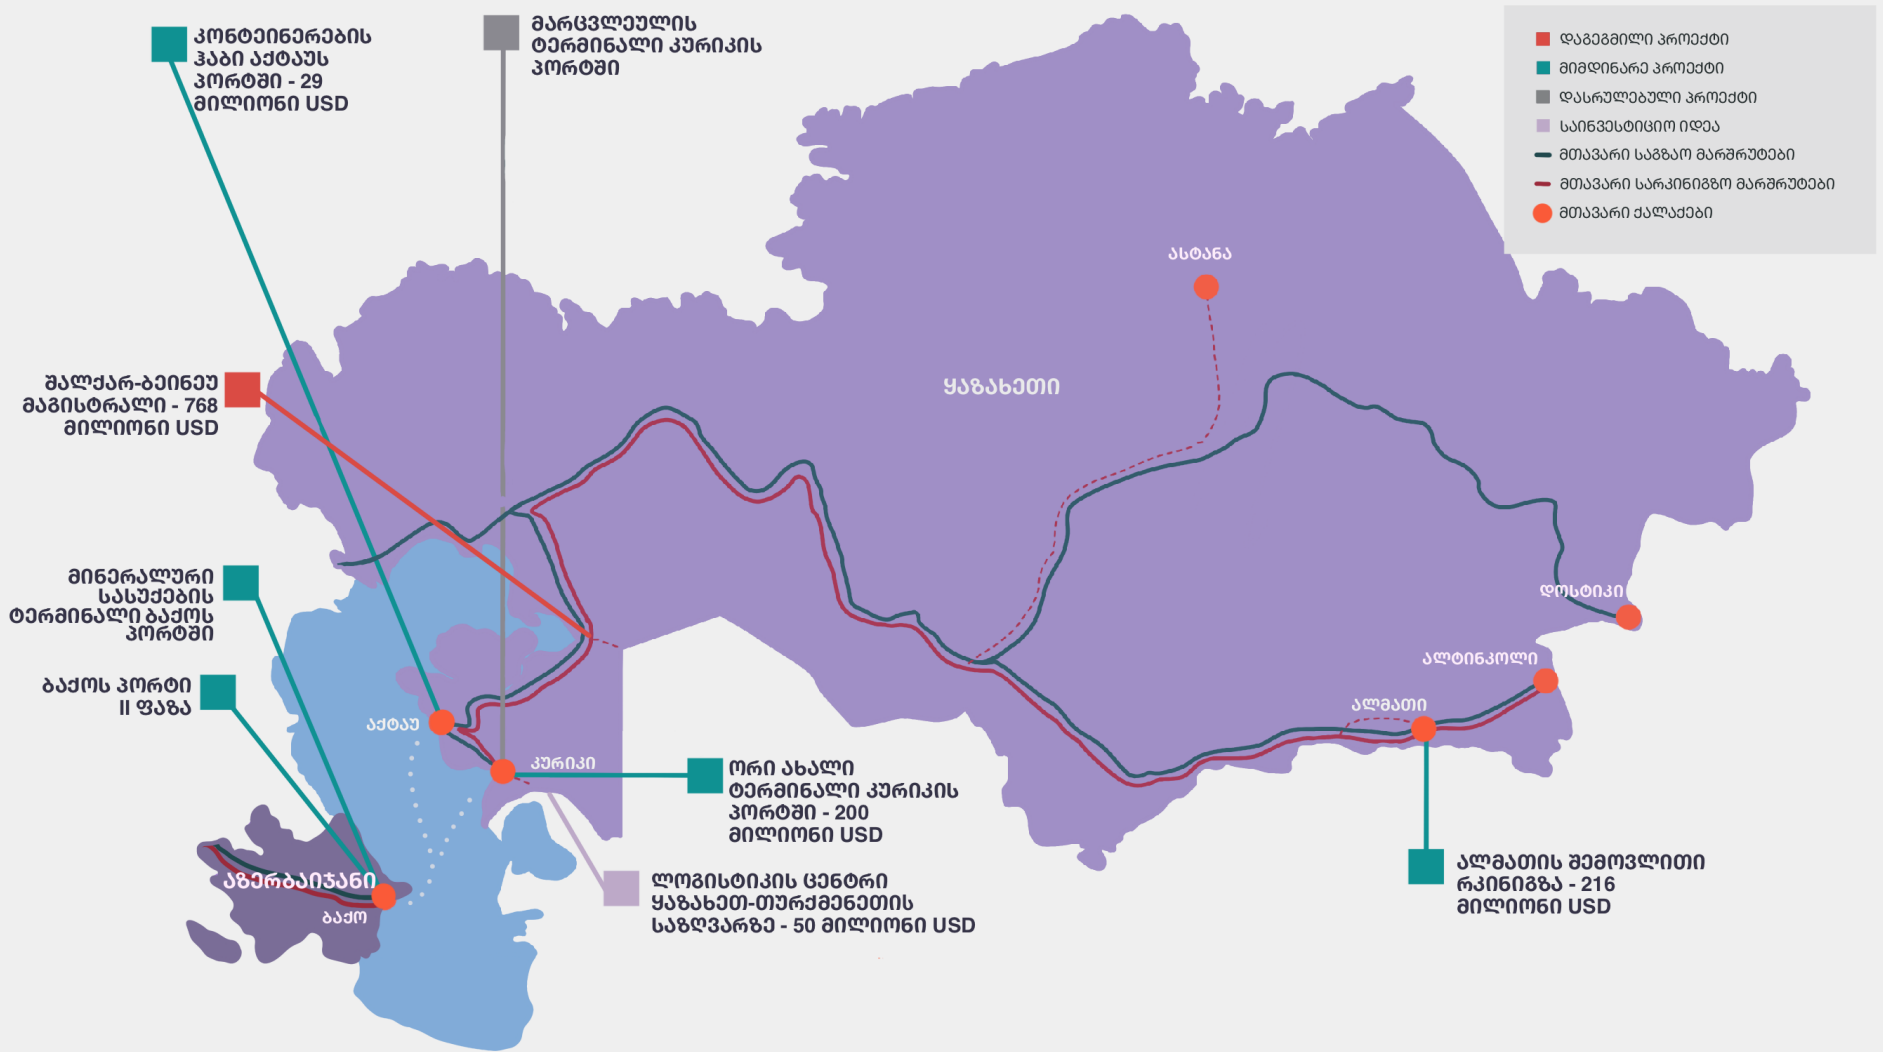 კონტეინერების
ჰაბი აქტაუს
პორტში - 29
მილიონი USD
მარცვლეულის
ტერმინალი კურიკის
პორტში
დაგეგმილი პროექტი
მიმდინარე პროექტი
დასრულებული პროექტი
საინვესტიციო იდეა
მთავარი საგზაო მარშრუტები
მთავარი სარკინიგზო მარშრუტები
მთავარი ქალაქები
ასტანა
ყაზახეთი
შალქარ-ბეინეუ
მაგისტრალი - 768
მილიონი USD
მინერალური
სასუქების
ტერმინალი ბაქოს
პორტში
ბაქოს პორტი
II ფაზა
დოსტიკი
ალტინკოლი
ალმათი
აქტაუ
კურიკი
ორი ახალი
ტერმინალი კურიკის
პორტში - 200
მილიონი USD
აზერბაიჯანი
ბაქო
ლოგისტიკის ცენტრი
ყაზახეთ-თურქმენეთის
საზღვარზე - 50 მილიონი USD
ალმათის შემოვლითი
რკინიგზა - 216
მილიონი USD